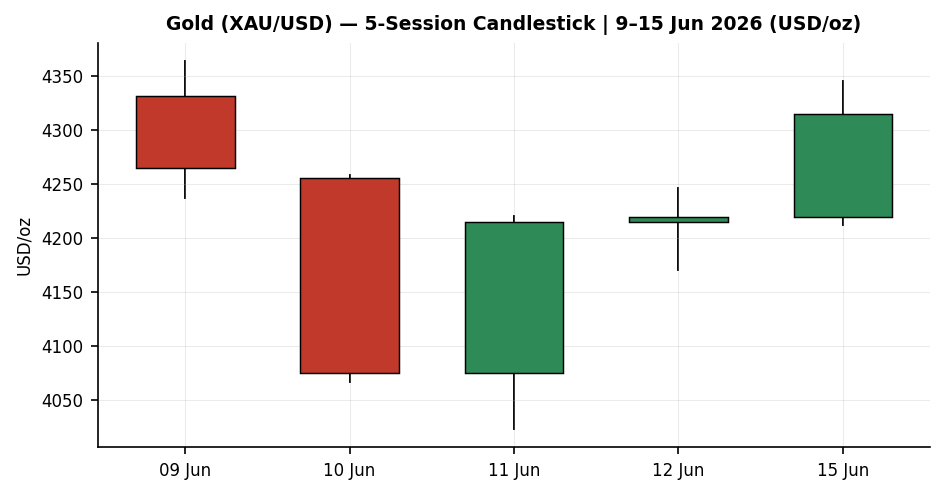 Gold (XAU/USD) — 5-Session Candlestick | 9–15 Jun 2026 (USD/oz)
USD/oz
4350
4300
4250
4200
4150
4100
4050
09 Jun
10 Jun
11 Jun
12 Jun
15 Jun